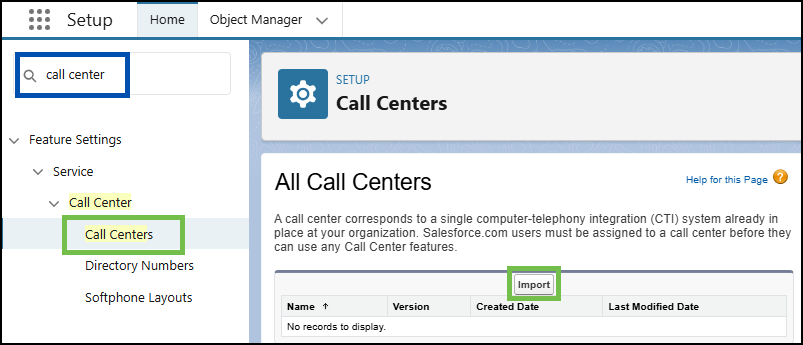 Setup Home Object Manager
call center
Feature Settings
Service
Call Center
Call Centers
Directory Numbers
Softphone Layouts
SETUP
Call Centers
All Call Centers
Help for this Page ?
A call center corresponds to a single computer-telephony integration (CTI) system already in
place at your organization. Salesforce.com users must be assigned to a call center before they
can use any Call Center features.
Import
Name ↑ Version Created Date Last Modified Date
No records to display.